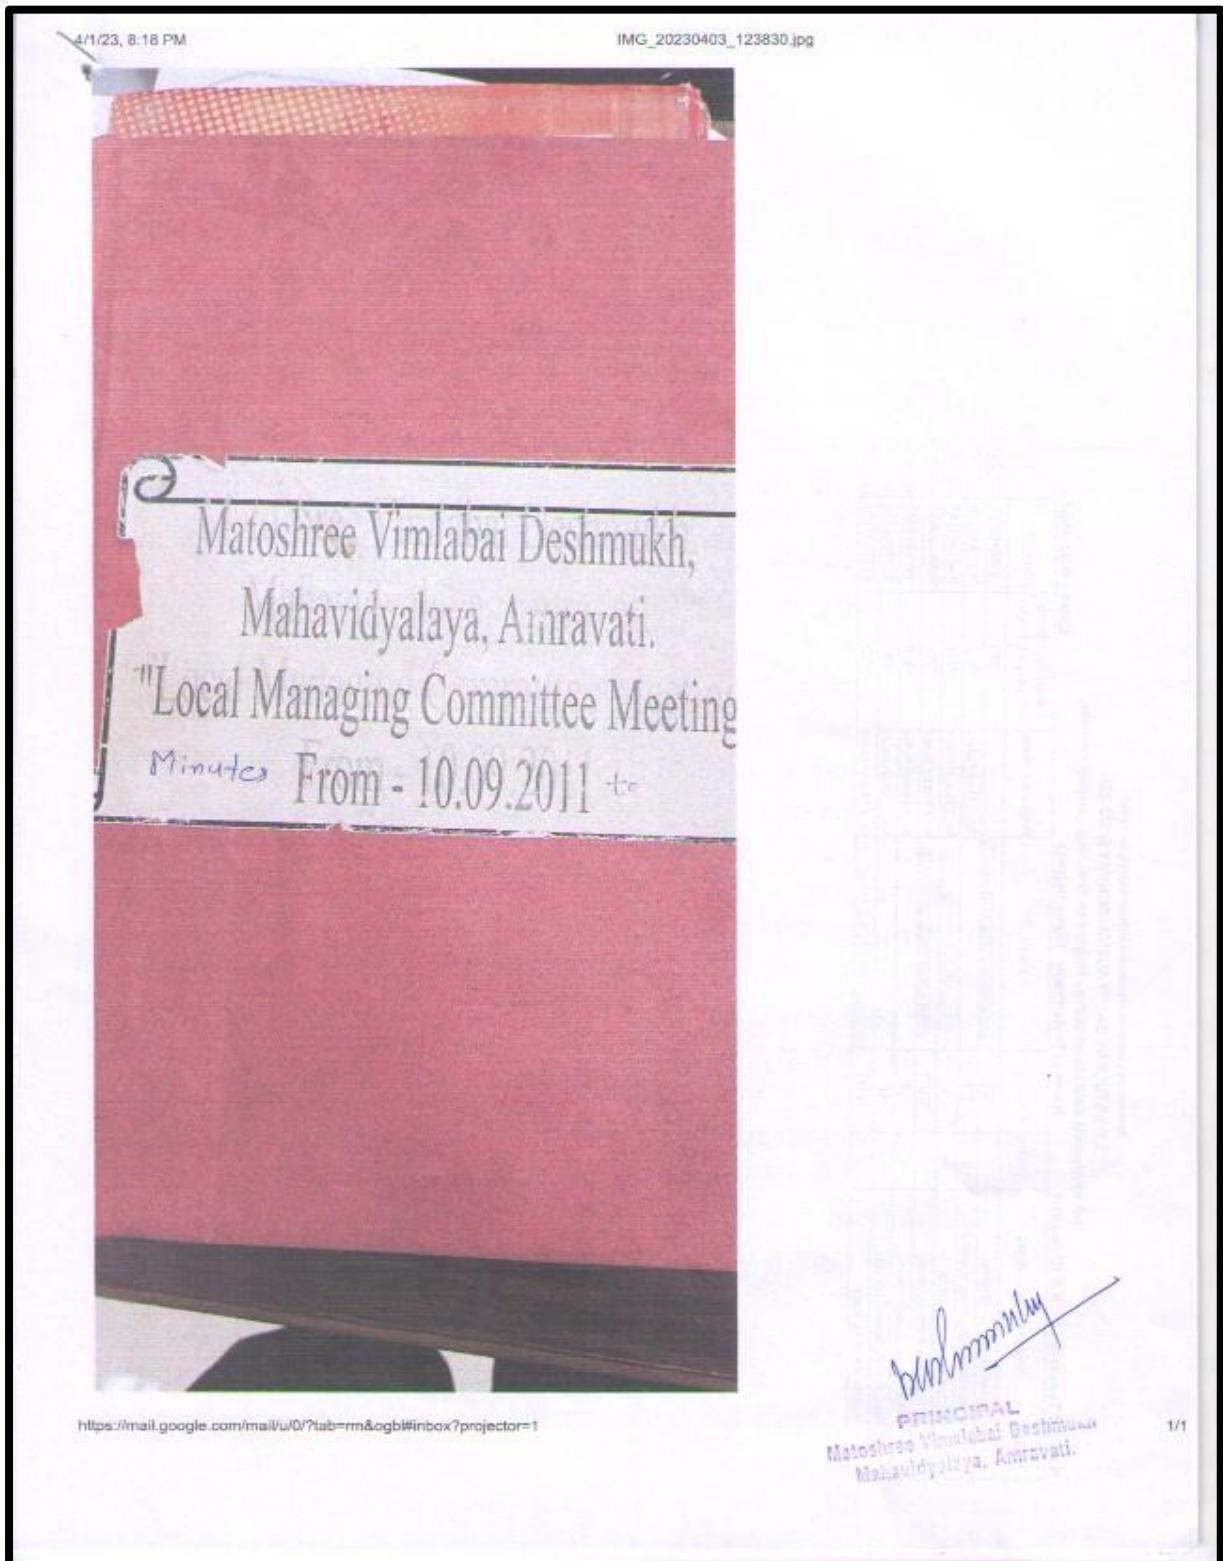 4/1/23, 8:18 PM
IMG_20230403_123830.jpg
Matoshree Vimlabai Deshmukh,
Mahavidyalaya, Amravati.
"Local Managing Committee Meeting
Minutes From - 10.09.2011 to
https://mail.google.com/mail/u/0/?tab=rm&ogbl#inbox?projector=1
PRINCIPAL
Matoshree Vimalabai Deshmukh
Mahavidyalaya, Amravati.
1/1